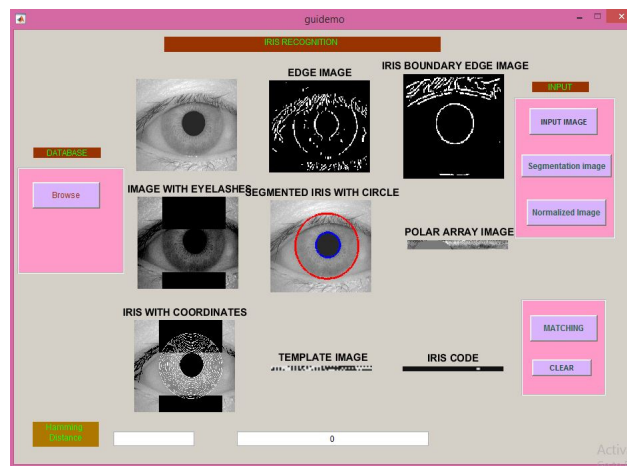 guidemo
IRIS RECOGNITION
EDGE IMAGE
IRIS BOUNDARY EDGE IMAGE
INPUT
INPUT IMAGE
Segmentation image
Normalized Image
DATABASE
Browse
IMAGE WITH EYELASHES
SEGMENTED IRIS WITH CIRCLE
POLAR ARRAY IMAGE
IRIS WITH COORDINATES
TEMPLATE IMAGE
IRIS CODE
MATCHING
CLEAR
Hamming
Distance
0
Activ